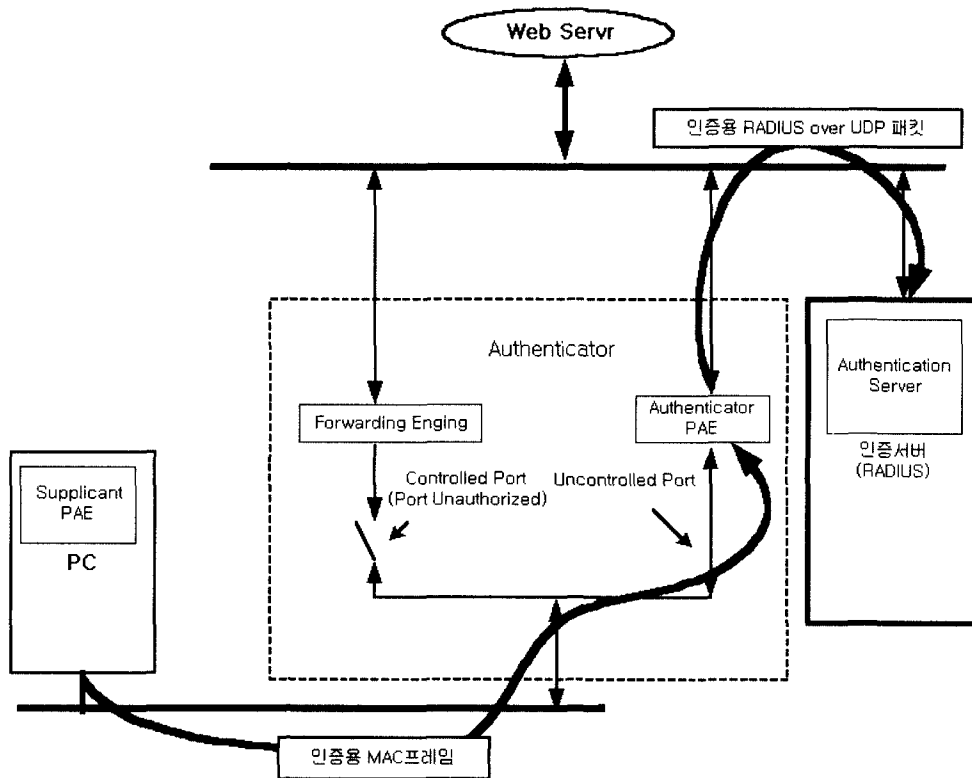 Web Servr
인증용 RADIUS over UDP 패킷
Authenticator
Forwarding Enging
Authenticator
PAE
Authentication
Server
인증서버
(RADIUS)
Controlled Port
(Port Unauthorized)
Uncontrolled Port
Supplicant
PAE
PC
인증용 MAC프레임